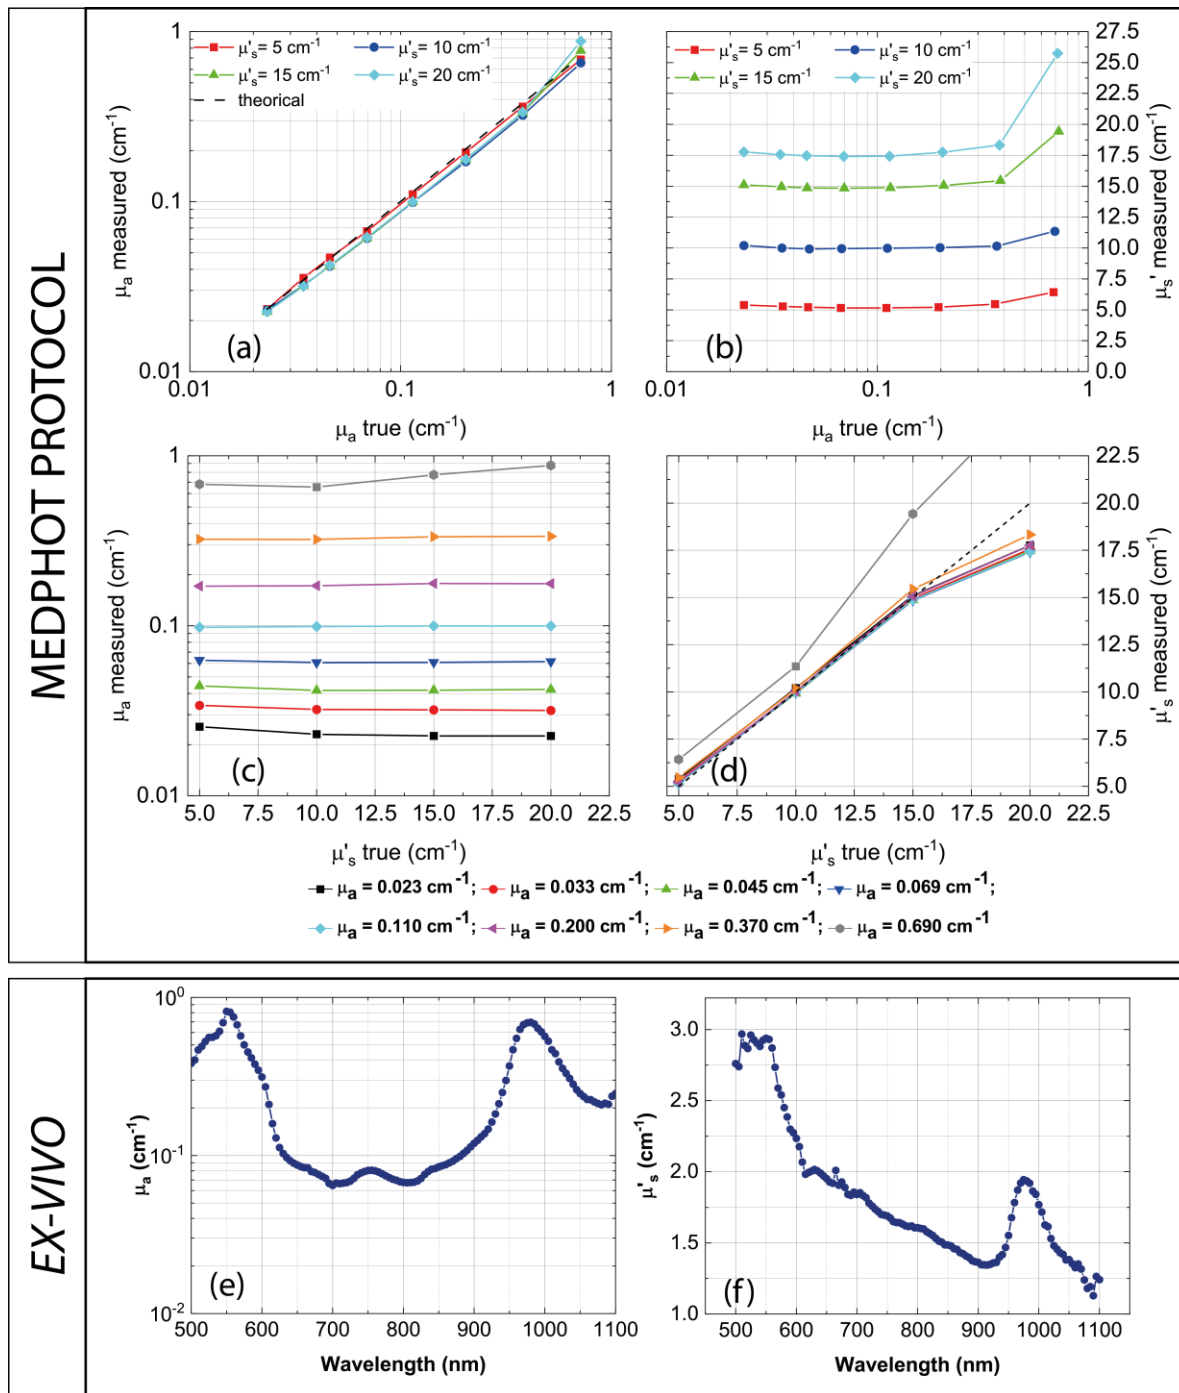 MEDPHOT PROTOCOL
μ's= 5 cm-1
μ's= 10 cm-1
μ's= 15 cm-1
μ's= 20 cm-1
theorical
1
0.1
0.01
μa measured (cm-1)
(a)
0.01
0.1
1
μa true (cm-1)
μ's= 5 cm-1
μ's= 10 cm-1
μ's= 15 cm-1
μ's= 20 cm-1
27.5
25.0
22.5
20.0
17.5
15.0
12.5
10.0
7.5
5.0
2.5
0.0
μs' measured (cm-1)
(b)
0.01
0.1
1
μa true (cm-1)
1
0.1
0.01
μa measured (cm-1)
(c)
5.0 7.5 10.0 12.5 15.0 17.5 20.0 22.5
μ's true (cm-1)
22.5
20.0
17.5
15.0
12.5
10.0
7.5
5.0
μ's measured (cm-1)
(d)
5.0 7.5 10.0 12.5 15.0 17.5 20.0 22.5
μ's true (cm-1)
μa = 0.023 cm-1; μa = 0.033 cm-1; μa = 0.045 cm-1; μa = 0.069 cm-1;
μa = 0.110 cm-1; μa = 0.200 cm-1; μa = 0.370 cm-1; μa = 0.690 cm-1
EX-VIVO
100
10-1
10-2
μa (cm-1)
(e)
500 600 700 800 900 1000 1100
Wavelength (nm)
3.0
2.5
2.0
1.5
1.0
μ's (cm-1)
(f)
500 600 700 800 900 1000 1100
Wavelength (nm)